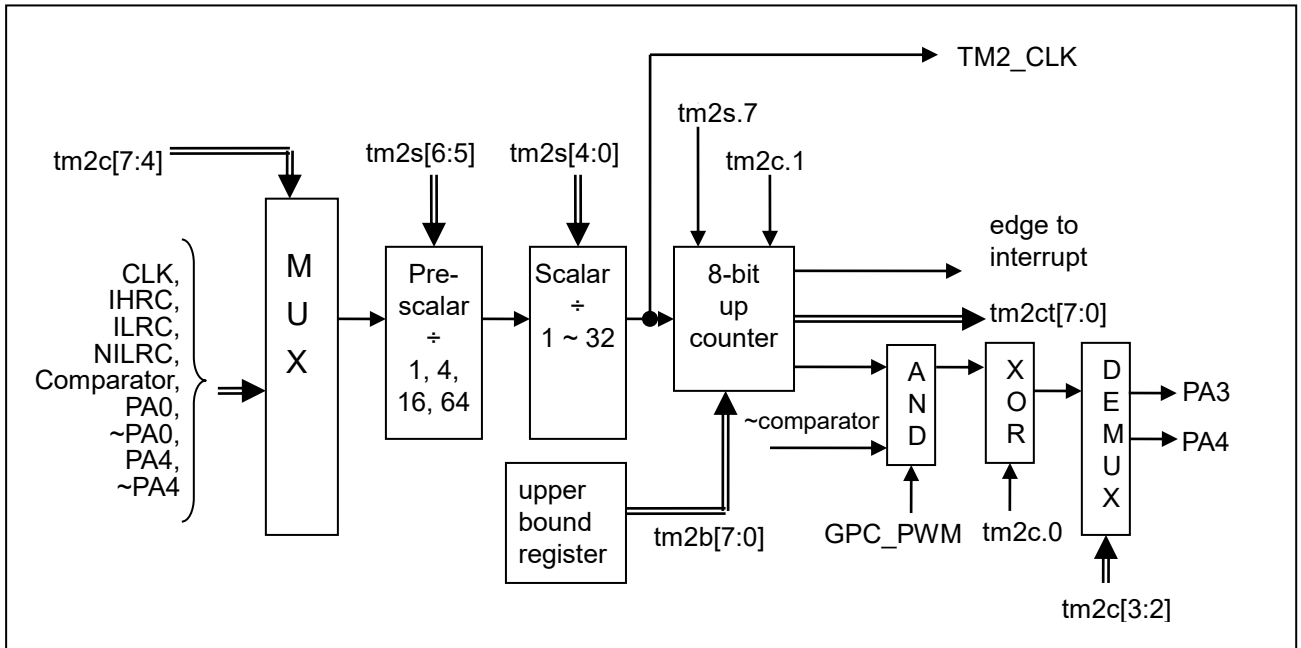 TM2_CLK
tm2s.7
tm2c[7:4]
tm2s[6:5]
tm2s[4:0]
tm2c.1
CLK,
IHRC,
ILRC,
NILRC,
Comparator,
PA0,
~PA0,
PA4,
~PA4
M
U
X
Pre-
scalar
÷
1, 4,
16, 64
Scalar
÷
1 ~ 32
8-bit
up
counter
edge to
interrupt
tm2ct[7:0]
upper
bound
register
tm2b[7:0]
~comparator
A
N
D
GPC_PWM
X
O
R
tm2c.0
D
E
M
U
X
PA3
PA4
tm2c[3:2]